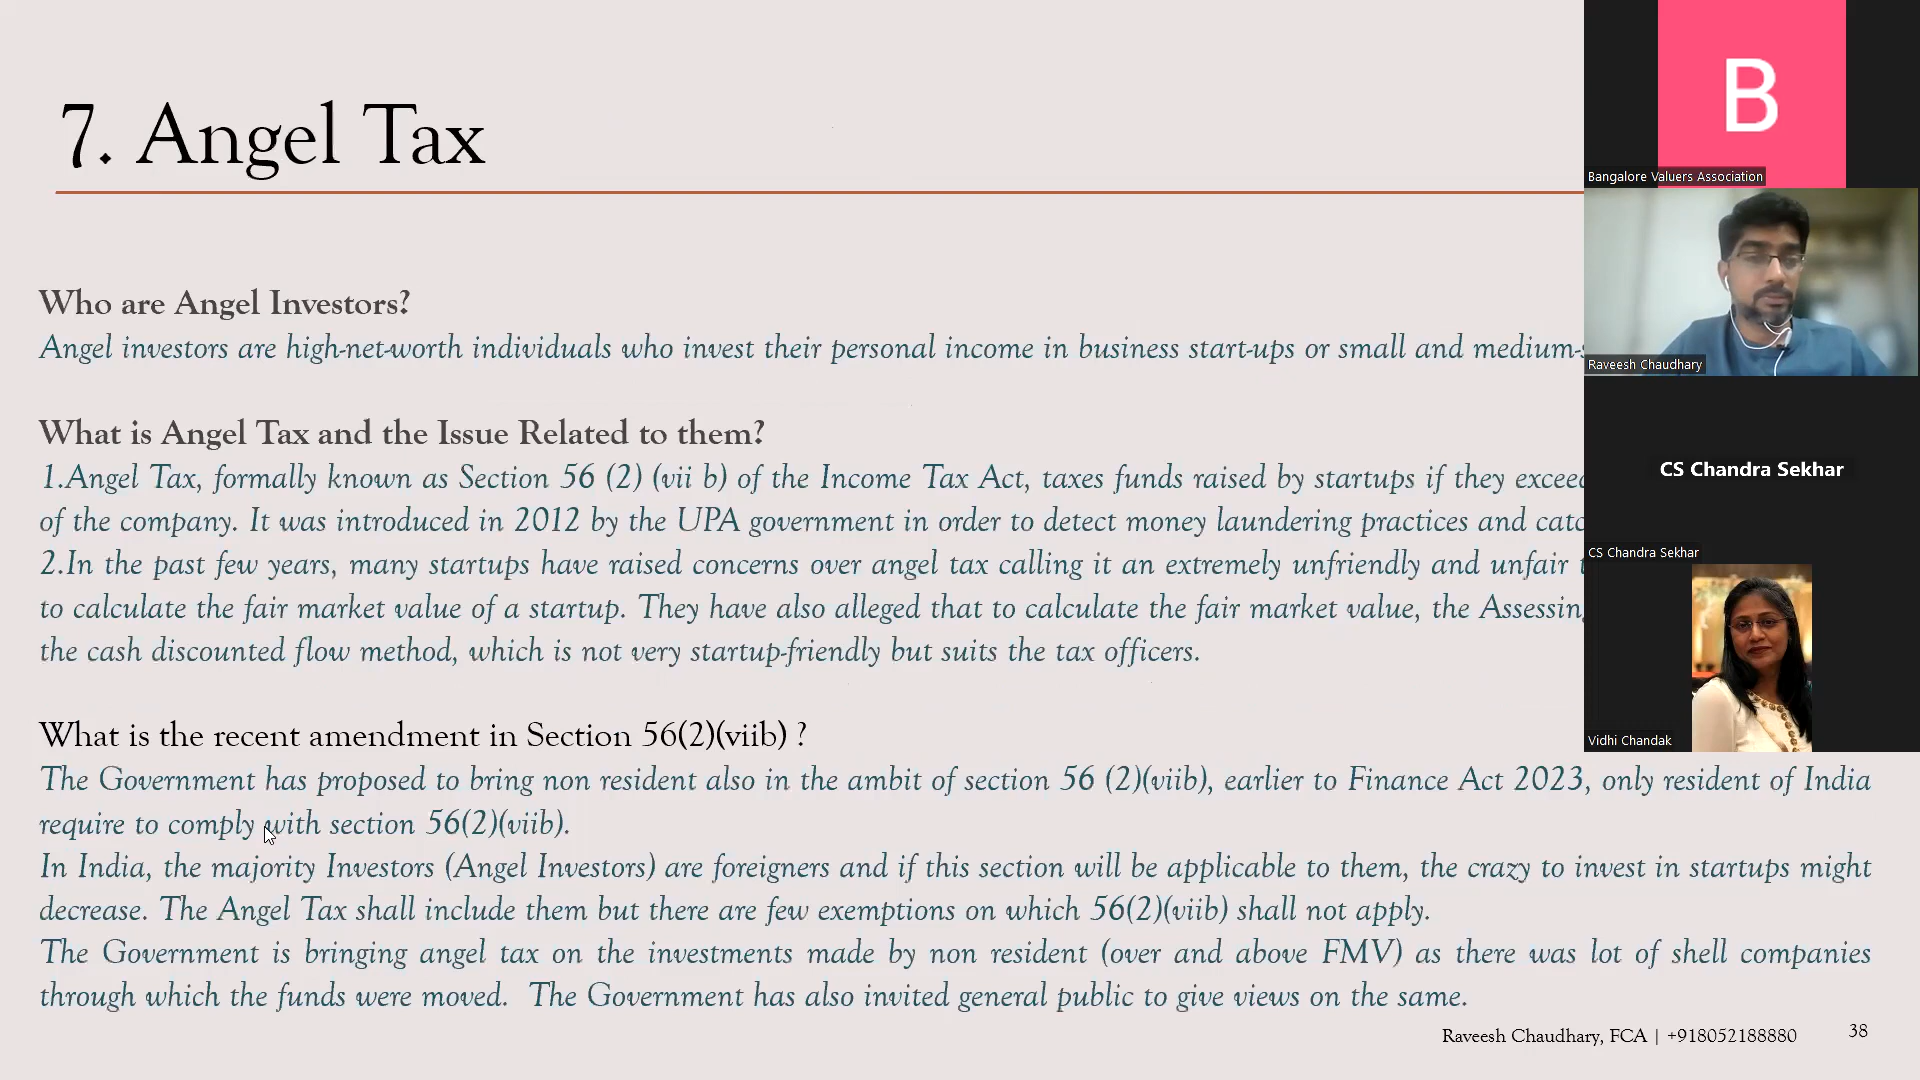 7. Angel Tax
Who are Angel Investors?
Angel investors are high-net-worth individuals who invest their personal income in business start-ups or small and medium-
What is Angel Tax and the Issue Related to them?
1.Angel Tax, formally known as Section 56 (2) (vii b) of the Income Tax Act, taxes funds raised by startups if they
of the company. It was introduced in 2012 by the UPA government in order to detect money laundering practices and
2.In the past few years, many startups have raised concerns over angel tax calling it an extremely unfriendly and unfair
to calculate the fair market value of a startup. They have also alleged that to calculate the fair market value, the
the cash discounted flow method, which is not very startup-friendly but suits the tax officers.
What is the recent amendment in Section 56(2)(viib) ?
The Government has proposed to bring non resident also in the ambit of section 56 (2)(viib), earlier to Finance Act 2023, only resident of India
require to comply with section 56(2)(viib).
In India, the majority Investors (Angel Investors) are foreigners and if this section will be applicable to them, the crazy to invest in startups might
decrease. The Angel Tax shall include them but there are few exemptions on which 56(2)(viib) shall not apply.
The Government is bringing angel tax on the investments made by non resident (over and above FMV) as there was lot of shell companies
through which the funds were moved. The Government has also invited general public to give views on the same.
Raveesh Chaudhary, FCA | +918052188880
38
B
Bangalore Valuers Association
Raveesh Chaudhary
CS Chandra Sekhar
CS Chandra Sekhar
Vidhi Chandak